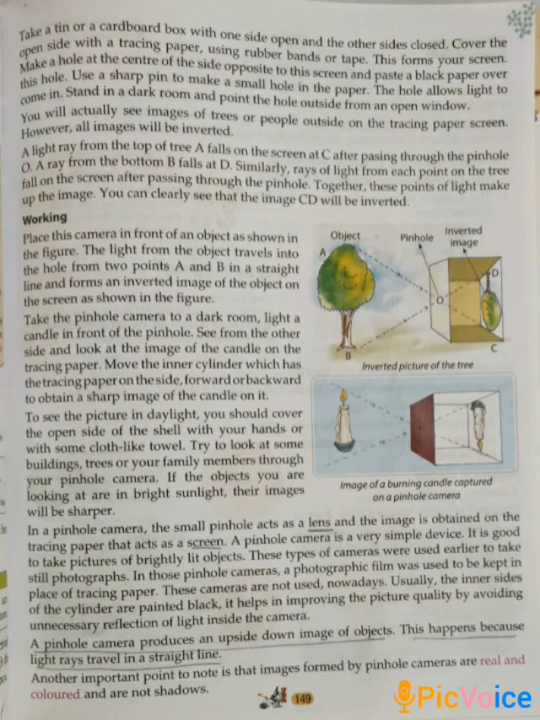 Take a tin or a cardboard box with one side open and the other sides closed. Cover the
open side with a tracing paper, using rubber bands or tape. This forms your screen.
Make a hole at the centre of the side opposite to this screen and paste a black paper over
this hole. Use a sharp pin to make a small hole in the paper. The hole allows light to
come in. Stand in a dark room and point the hole outside from an open window.
You will actually see images of trees or people outside on the tracing paper screen.
However, all images will be inverted.
A light ray from the top of tree A falls on the screen at C after pasing through the pinhole
O. A ray from the bottom B falls at D. Similarly, rays of light from each point on the tree
fall on the screen after passing through the pinhole. Together, these points of light make
up the image. You can clearly see that the image CD will be inverted.
Working
Place this camera in front of an object as shown in
the figure. The light from the object travels into
the hole from two points A and B in a straight
line and forms an inverted image of the object on
the screen as shown in the figure.
Take the pinhole camera to a dark room, light a
candle in front of the pinhole. See from the other
side and look at the image of the candle on the
tracing paper. Move the inner cylinder which has
the tracing paper on the side, forward or backward
to obtain a sharp image of the candle on it.
To see the picture in daylight, you should cover
the open side of the shell with your hands or
with some cloth-like towel. Try to look at some
buildings, trees or your family members through
your pinhole camera. If the objects you are
looking at are in bright sunlight, their images
will be sharper.
Object
Pinhole
Inverted
image
A
D
O
B
C
Inverted picture of the tree
Image of a burning candle captured
on a pinhole camera
In a pinhole camera, the small pinhole acts as a lens and the image is obtained on the
tracing paper that acts as a screen. A pinhole camera is a very simple device. It is good
to take pictures of brightly lit objects. These types of cameras were used earlier to take
still photographs. In those pinhole cameras, a photographic film was used to be kept in
place of tracing paper. These cameras are not used, nowadays. Usually, the inner sides
of the cylinder are painted black, it helps in improving the picture quality by avoiding
unnecessary reflection of light inside the camera.
A pinhole camera produces an upside down image of objects. This happens because
light rays travel in a straight line.
Another important point to note is that images formed by pinhole cameras are real and
coloured and are not shadows.
149
PicVoice